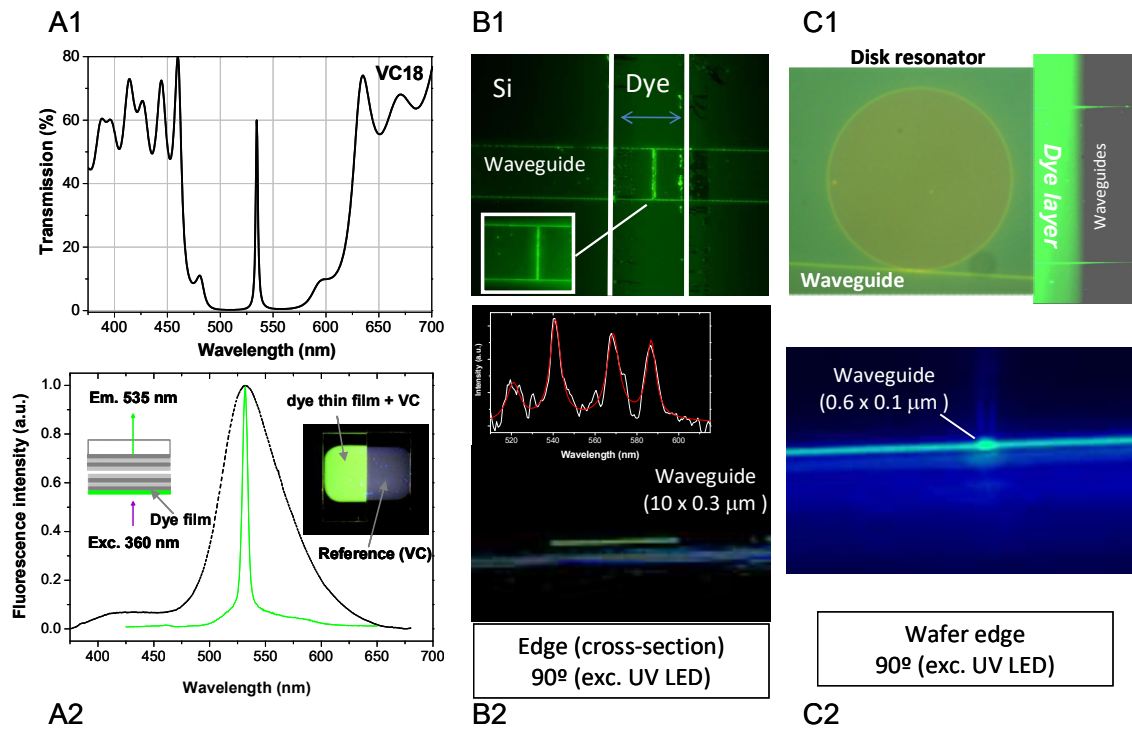 A1
B1
C1
80
60
40
20
0
Transmission (%)
VC18
400
450
500
550
600
650
700
Wavelength (nm)
Si
Dye
Waveguide
Disk resonator
Dye layer
Waveguides
Waveguide
1.0
0.8
0.6
0.4
0.2
0.0
Fluorescence intensity (a.u.)
Em. 535 nm
Dye film
Exc. 360 nm
dye thin film + VC
Reference (VC)
400
450
500
550
600
650
700
Wavelength (nm)
Intensity (a.u.)
520
540
560
580
600
Wavelength (nm)
Waveguide
(10 x 0.3 μm )
Edge (cross-section)
90º (exc. UV LED)
Waveguide
(0.6 x 0.1 μm )
Wafer edge
90º (exc. UV LED)
A2
B2
C2